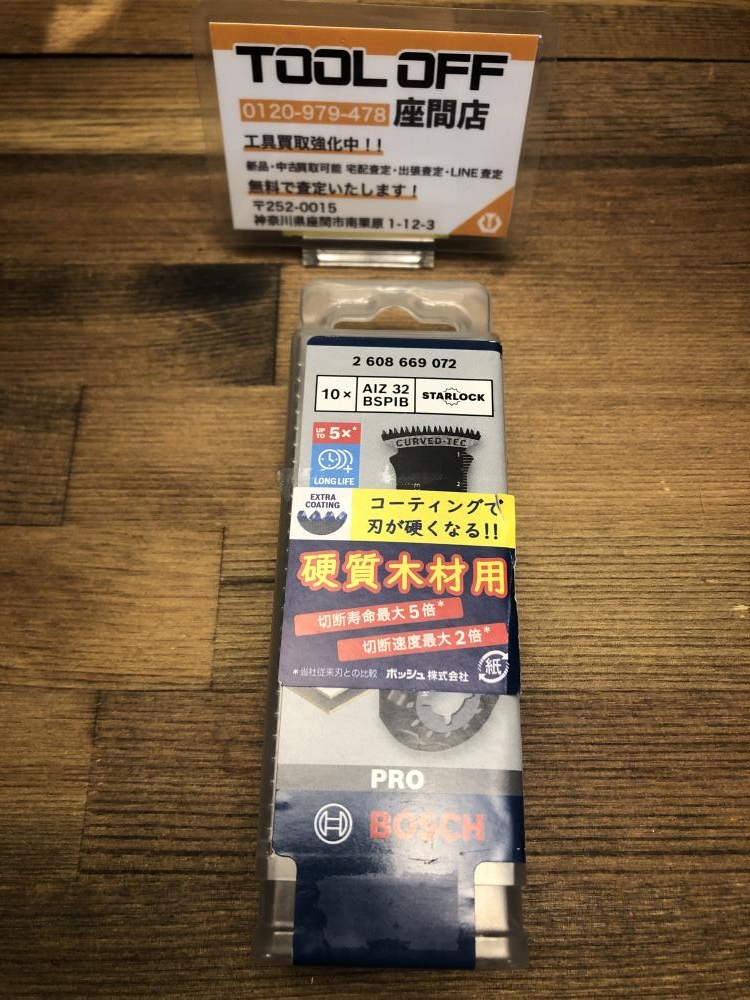 TOOL OFF
0120-979-478 座間店
工具買取強化中！！
新品・中古買取可能 宅配査定・出張査定・LINE査定
無料で査定いたします！
〒252-0015
神奈川県座間市南栗原 1-12-3
2 608 669 072
10×
AIZ 32
BSPIB
STARLOCK
UP TO 5x*
LONG LIFE
CURVED-TEC
1
2
EXTRA
COATING
コーティングで
刃が硬くなる!!
硬質木材用
切断寿命最大5倍*
切断速度最大2倍*
*当社従来刃との比較 ボッシュ株式会社
紙
PRO
BOSCH